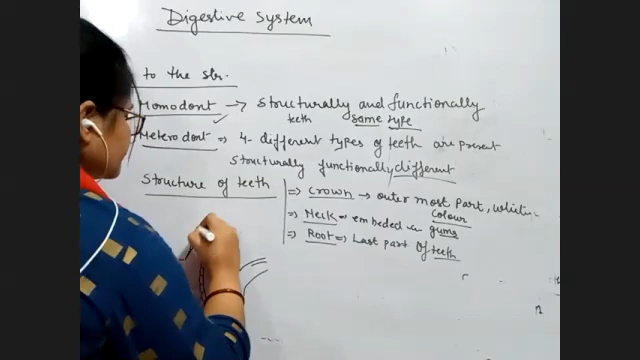 Digestive System
to the str.
Homodont → structurally and functionally
teeth same type
Heterodont ⇒ 4- different types of teeth are present
structurally functionally different
Structure of teeth
⇒ Crown → outer most part, whitish
colour
⇒ Neck ⇒ embeded in gums
⇒ Root ⇒ Last part of teeth